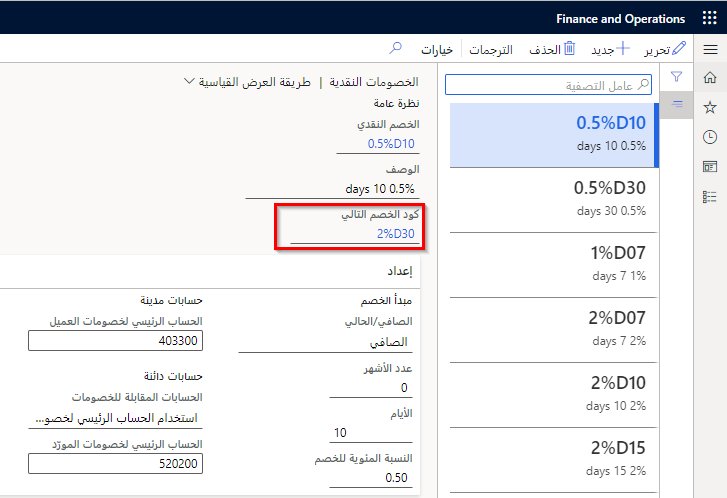 Finance and Operations
تحرير
جديد
الحذف
الترجمات
خيارات
عامل التصفية
0.5%D10
days 10 0.5%
0.5%D30
days 30 0.5%
1%D07
days 7 1%
2%D07
days 7 2%
2%D10
days 10 2%
2%D15
days 15 2%
الخصومات النقدية | طريقة العرض القياسية
نظرة عامة
الخصم النقدي
0.5%D10
الوصف
days 10 0.5%
كود الخصم التالي
2%D30
إعداد
مبدأ الخصم
الصافي/الحالي
الصافي
عدد الأشهر
0
الأيام
10
النسبة المئوية للخصم
0.50
حسابات مدينة
الحساب الرئيسي لخصومات العميل
403300
حسابات دائنة
الحسابات المقابلة للخصومات
استخدام الحساب الرئيسي لخصو...
الحساب الرئيسي لخصومات المورّد
520200